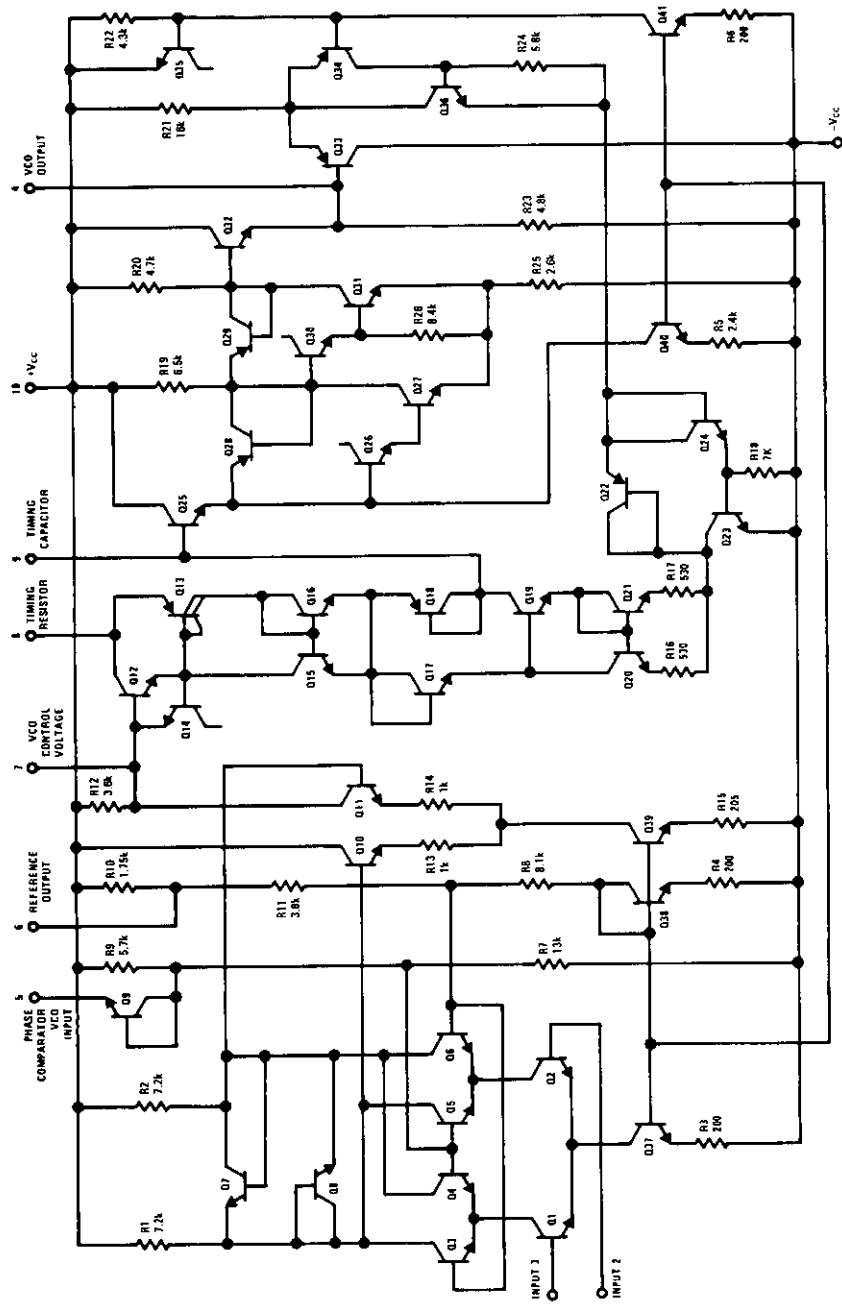 5
PHASE
COMPARATOR
VCO
INPUT
6
REFERENCE
OUTPUT
7
VCO
CONTROL
VOLTAGE
8
TIMING
RESISTOR
9
TIMING
CAPACITOR
10
+VCC
4
VCO
OUTPUT
R1
7.2k
R2
7.2k
R9
5.7k
R10
1.75k
R12
3.6k
R19
6.5k
R20
4.7k
R21
16k
R22
4.3k
Q7
Q8
Q9
Q12
Q13
Q14
Q25
Q28
Q29
Q32
Q33
Q34
Q35
R11
3.8k
Q10
Q11
Q15
Q16
Q26
Q27
Q30
Q31
Q36
R26
8.4k
R23
4.8k
R24
5.8k
R25
2.6k
Q3
Q4
Q5
Q6
R13
1k
R14
1k
Q17
Q18
Q19
Q20
Q21
R8
8.1k
R7
13k
Q1
Q2
Q22
Q23
Q24
R16
530
R17
530
R18
7K
Q37
Q38
Q39
Q40
Q41
R3
200
R4
200
R15
205
R5
2.4k
R6
200
INPUT 1
INPUT 2
-VCC